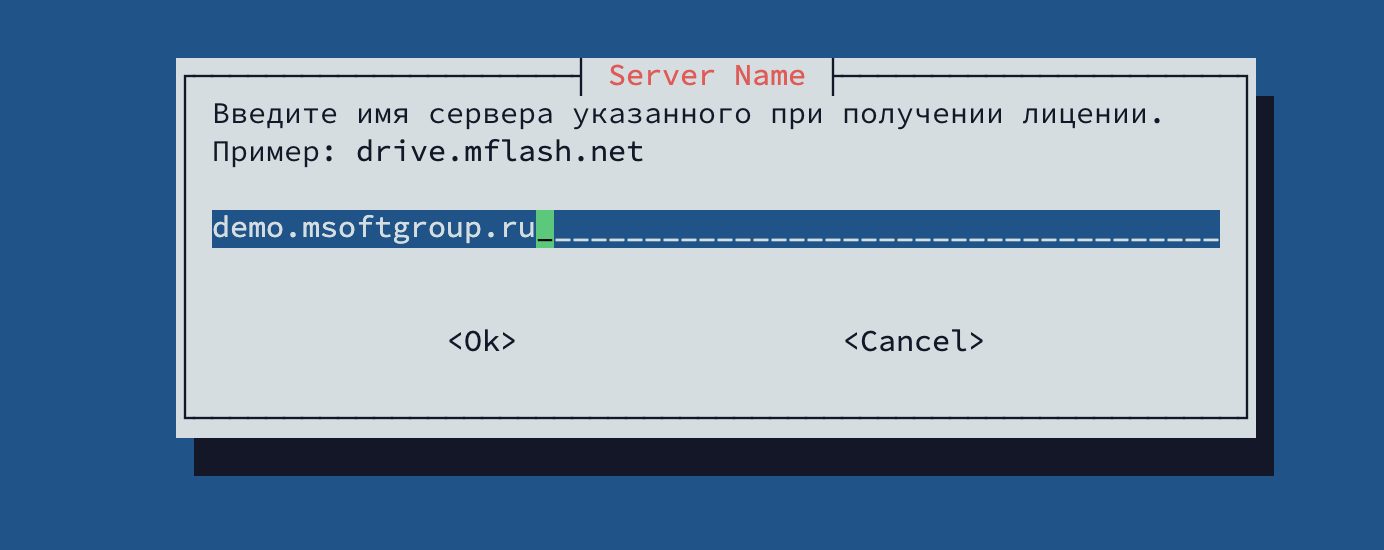 Server Name
Введите имя сервера указанного при получении лицении.
Пример: drive.mflash.net
demo.msoftgroup.ru
<Ok> <Cancel>